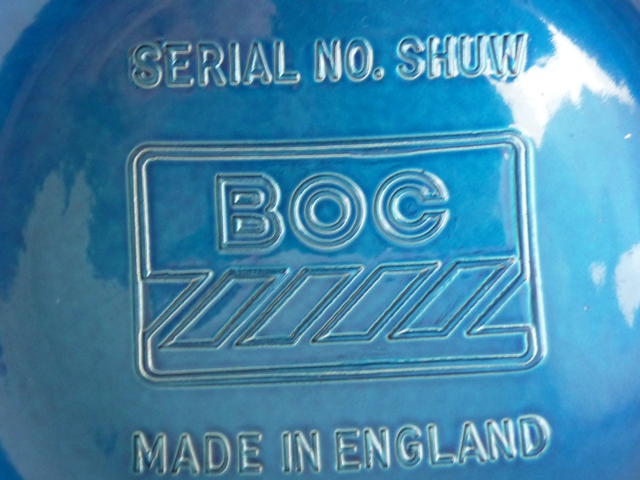 SERIAL NO. SHUW
BOC
MADE IN ENGLAND